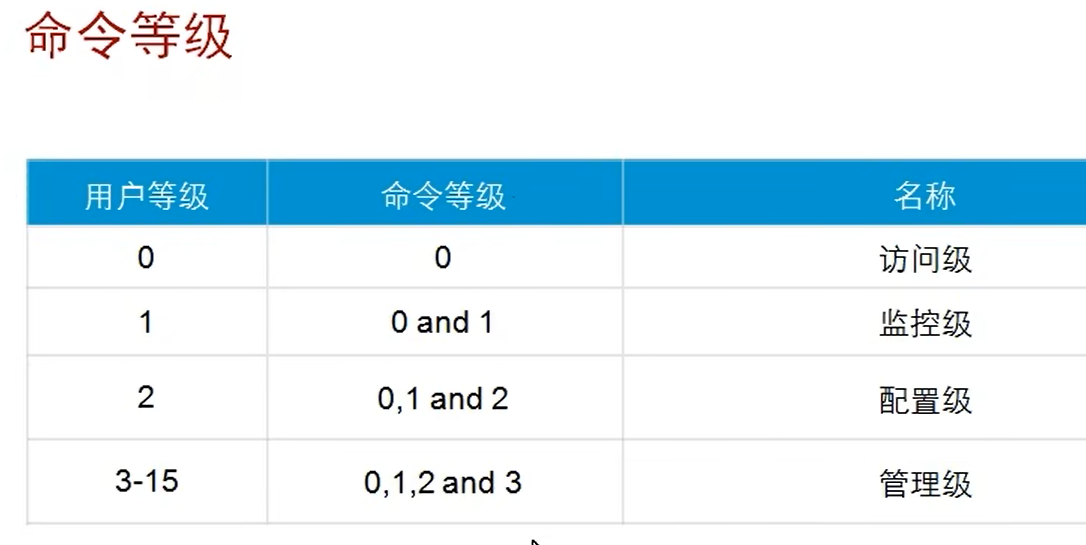 命令等级
用户等级 命令等级 名称
0 0 访问级
1 0 and 1 监控级
2 0,1 and 2 配置级
3-15 0,1,2 and 3 管理级